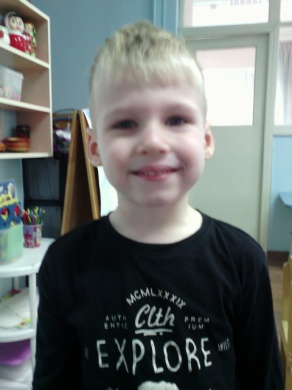 MCMLXXXIX
AUTH ENTIC Clth PREM IUM
EXPLORE